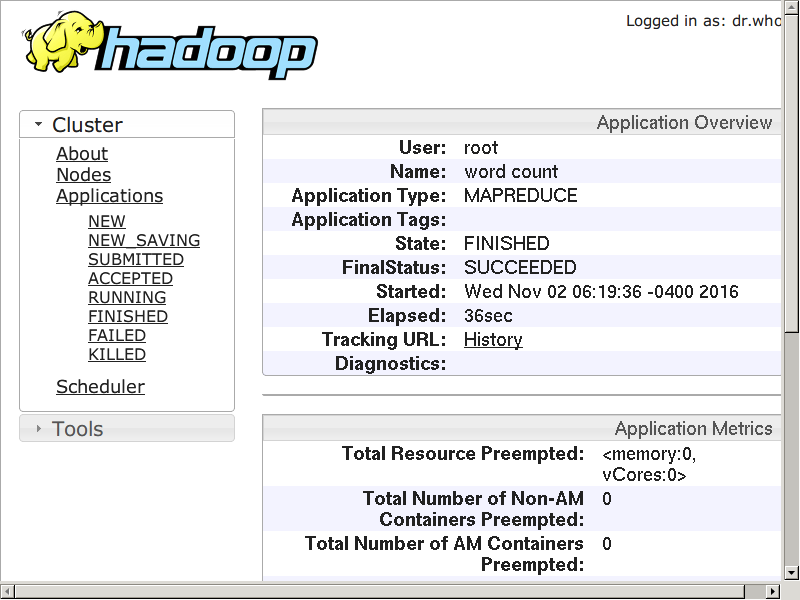 hadoop
Logged in as: dr.who
Cluster
About
Nodes
Applications
NEW
NEW_SAVING
SUBMITTED
ACCEPTED
RUNNING
FINISHED
FAILED
KILLED
Scheduler
Tools
Application Overview
User: root
Name: word count
Application Type: MAPREDUCE
Application Tags:
State: FINISHED
FinalStatus: SUCCEEDED
Started: Wed Nov 02 06:19:36 -0400 2016
Elapsed: 36sec
Tracking URL: History
Diagnostics:
Application Metrics
Total Resource Preempted: <memory:0,
vCores:0>
Total Number of Non-AM 0
Containers Preempted:
Total Number of AM Containers 0
Preempted: